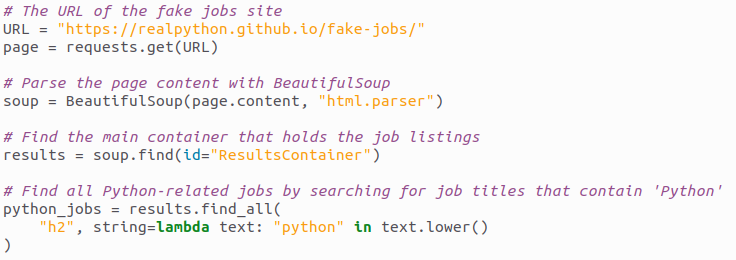 # The URL of the fake jobs site
URL = "https://realpython.github.io/fake-jobs/"
page = requests.get(URL)

# Parse the page content with BeautifulSoup
soup = BeautifulSoup(page.content, "html.parser")

# Find the main container that holds the job listings
results = soup.find(id="ResultsContainer")

# Find all Python-related jobs by searching for job titles that contain 'Python'
python_jobs = results.find_all(
    "h2", string=lambda text: "python" in text.lower()
)